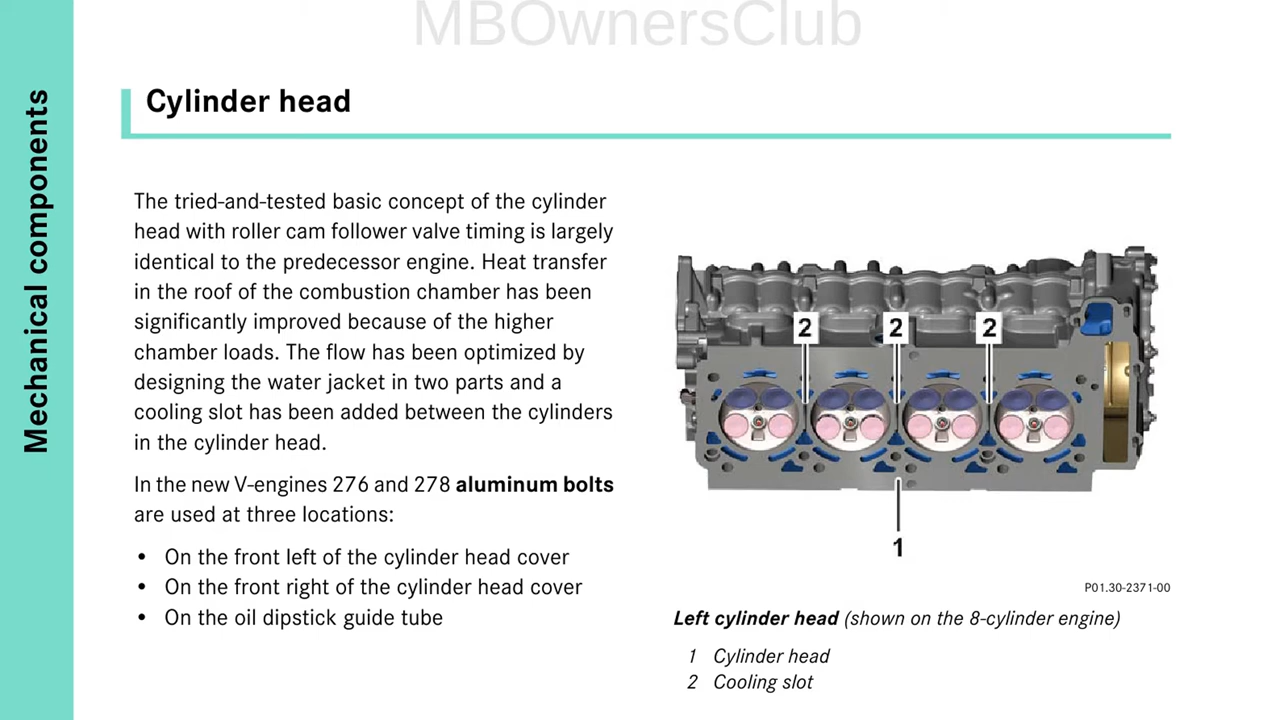 MBOwnersClub
Mechanical components
Cylinder head
The tried-and-tested basic concept of the cylinder
head with roller cam follower valve timing is largely
identical to the predecessor engine. Heat transfer
in the roof of the combustion chamber has been
significantly improved because of the higher
chamber loads. The flow has been optimized by
designing the water jacket in two parts and a
cooling slot has been added between the cylinders
in the cylinder head.
In the new V-engines 276 and 278 aluminum bolts
are used at three locations:
• On the front left of the cylinder head cover
• On the front right of the cylinder head cover
• On the oil dipstick guide tube
2 2 2
1
P01.30-2371-00
Left cylinder head (shown on the 8-cylinder engine)
1 Cylinder head
2 Cooling slot